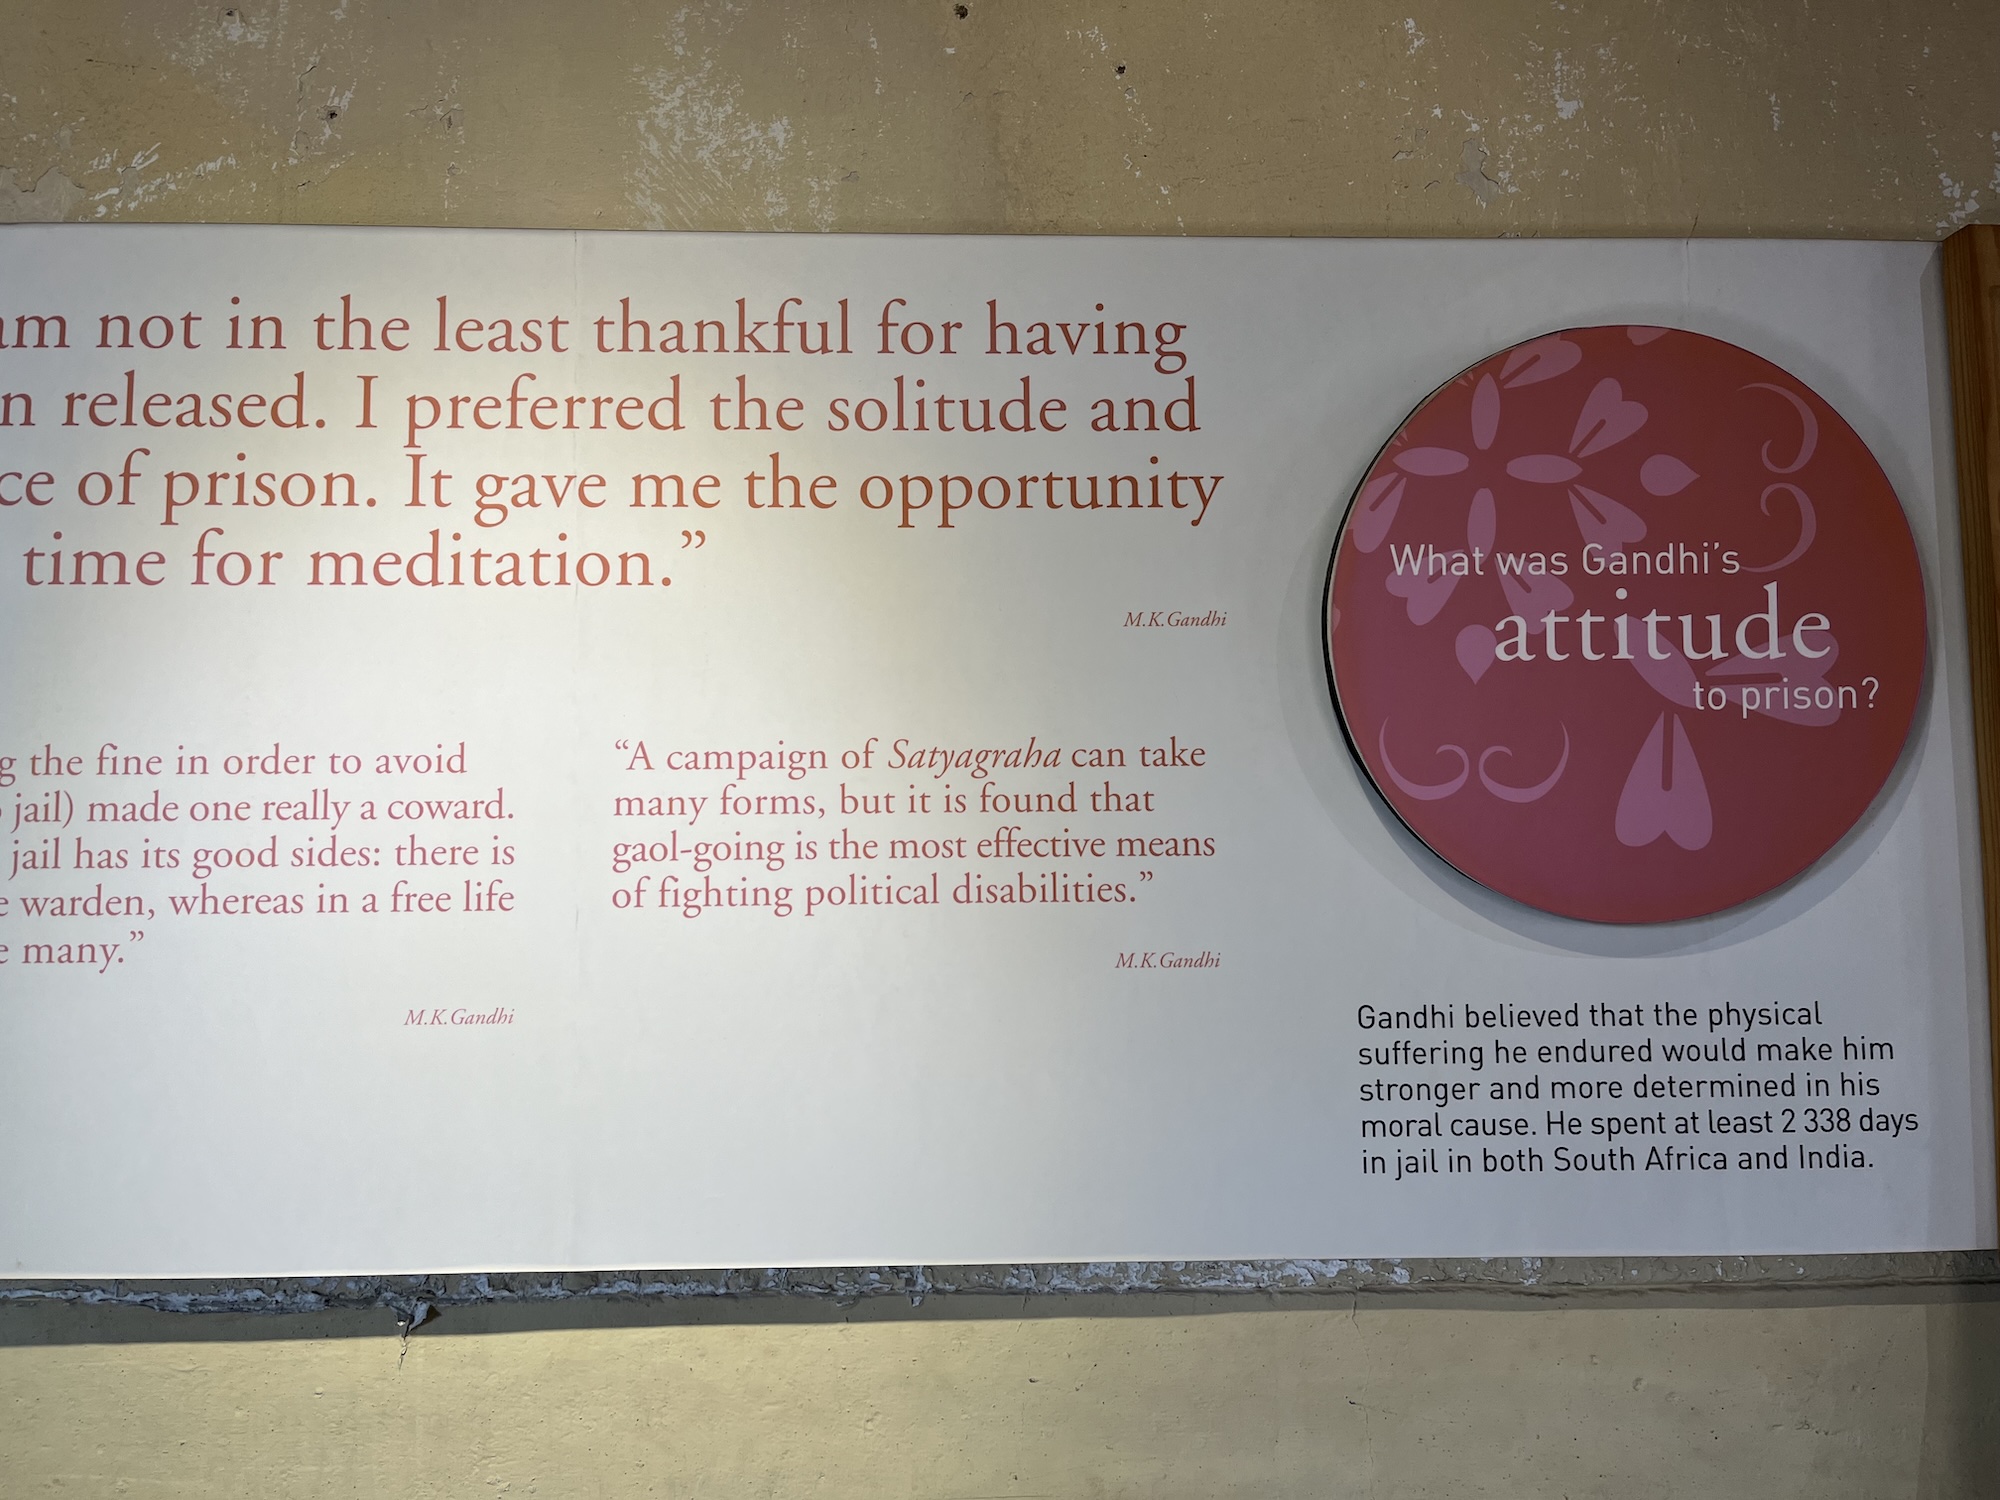 am not in the least thankful for having
n released. I preferred the solitude and
ce of prison. It gave me the opportunity
time for meditation.”
M.K.Gandhi
g the fine in order to avoid
jail) made one really a coward.
jail has its good sides: there is
e warden, whereas in a free life
e many.”
M.K.Gandhi
“A campaign of Satyagraha can take
many forms, but it is found that
gaol-going is the most effective means
of fighting political disabilities.”
M.K.Gandhi
What was Gandhi’s
attitude
to prison?
Gandhi believed that the physical
suffering he endured would make him
stronger and more determined in his
moral cause. He spent at least 2 338 days
in jail in both South Africa and India.